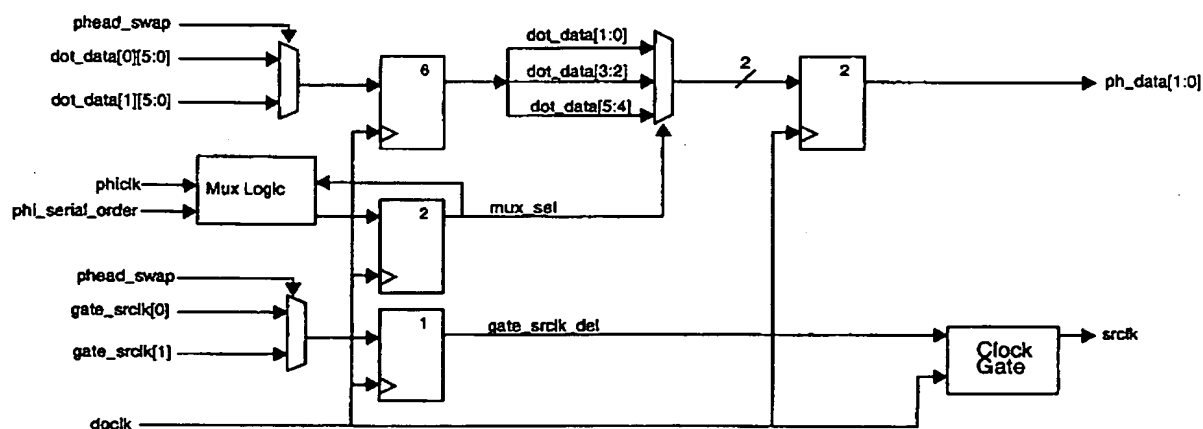 phead_swap
dot_data[0][5:0]
dot_data[1][5:0]
6
dot_data[1:0]
dot_data[3:2]
dot_data[5:4]
2
2
ph_data[1:0]
phiclk
phi_serial_order
Mux Logic
2
mux_sel
phead_swap
gate_srclk[0]
gate_srclk[1]
1
gate_srclk_del
Clock
Gate
srclk
doclk